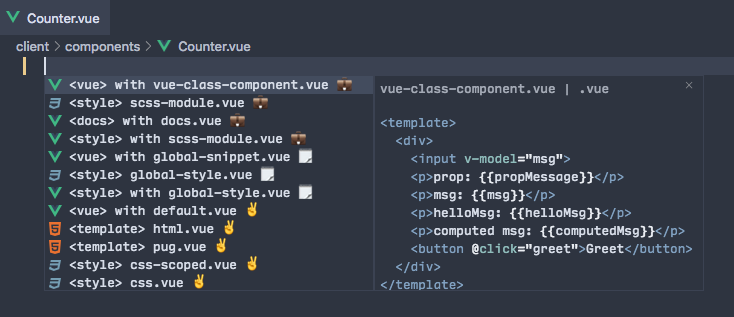 Counter.vue
client > components > Counter.vue
<vue> with vue-class-component.vue 💼
<style> scss-module.vue 💼
<docs> with docs.vue 💼
<style> with scss-module.vue 💼
<vue> with global-snippet.vue 🗒️
<style> global-style.vue 🗒️
<style> with global-style.vue 🗒️
<vue> with default.vue ✌
<template> html.vue ✌
<template> pug.vue ✌
<style> css-scoped.vue ✌
<style> css.vue ✌
vue-class-component.vue | .vue ×
<template>
<div>
<input v-model="msg">
<p>prop: {{propMessage}}</p>
<p>msg: {{msg}}</p>
<p>helloMsg: {{helloMsg}}</p>
<p>computed msg: {{computedMsg}}</p>
<button @click="greet">Greet</button>
</div>
</template>